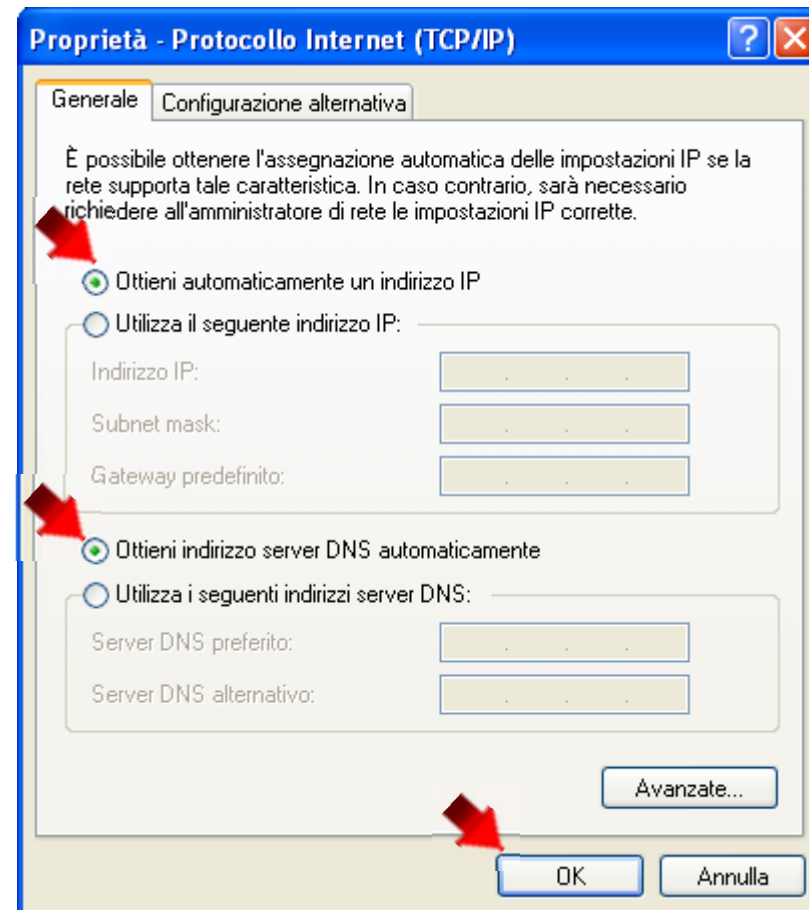 Proprietà - Protocollo Internet (TCP/IP)
Generale
Configurazione alternativa
È possibile ottenere l'assegnazione automatica delle impostazioni IP se la
rete supporta tale caratteristica. In caso contrario, sarà necessario
richiedere all'amministratore di rete le impostazioni IP corrette.
Ottieni automaticamente un indirizzo IP
Utilizza il seguente indirizzo IP:
Indirizzo IP:
Subnet mask:
Gateway predefinito:
Ottieni indirizzo server DNS automaticamente
Utilizza i seguenti indirizzi server DNS:
Server DNS preferito:
Server DNS alternativo:
Avanzate...
OK
Annulla